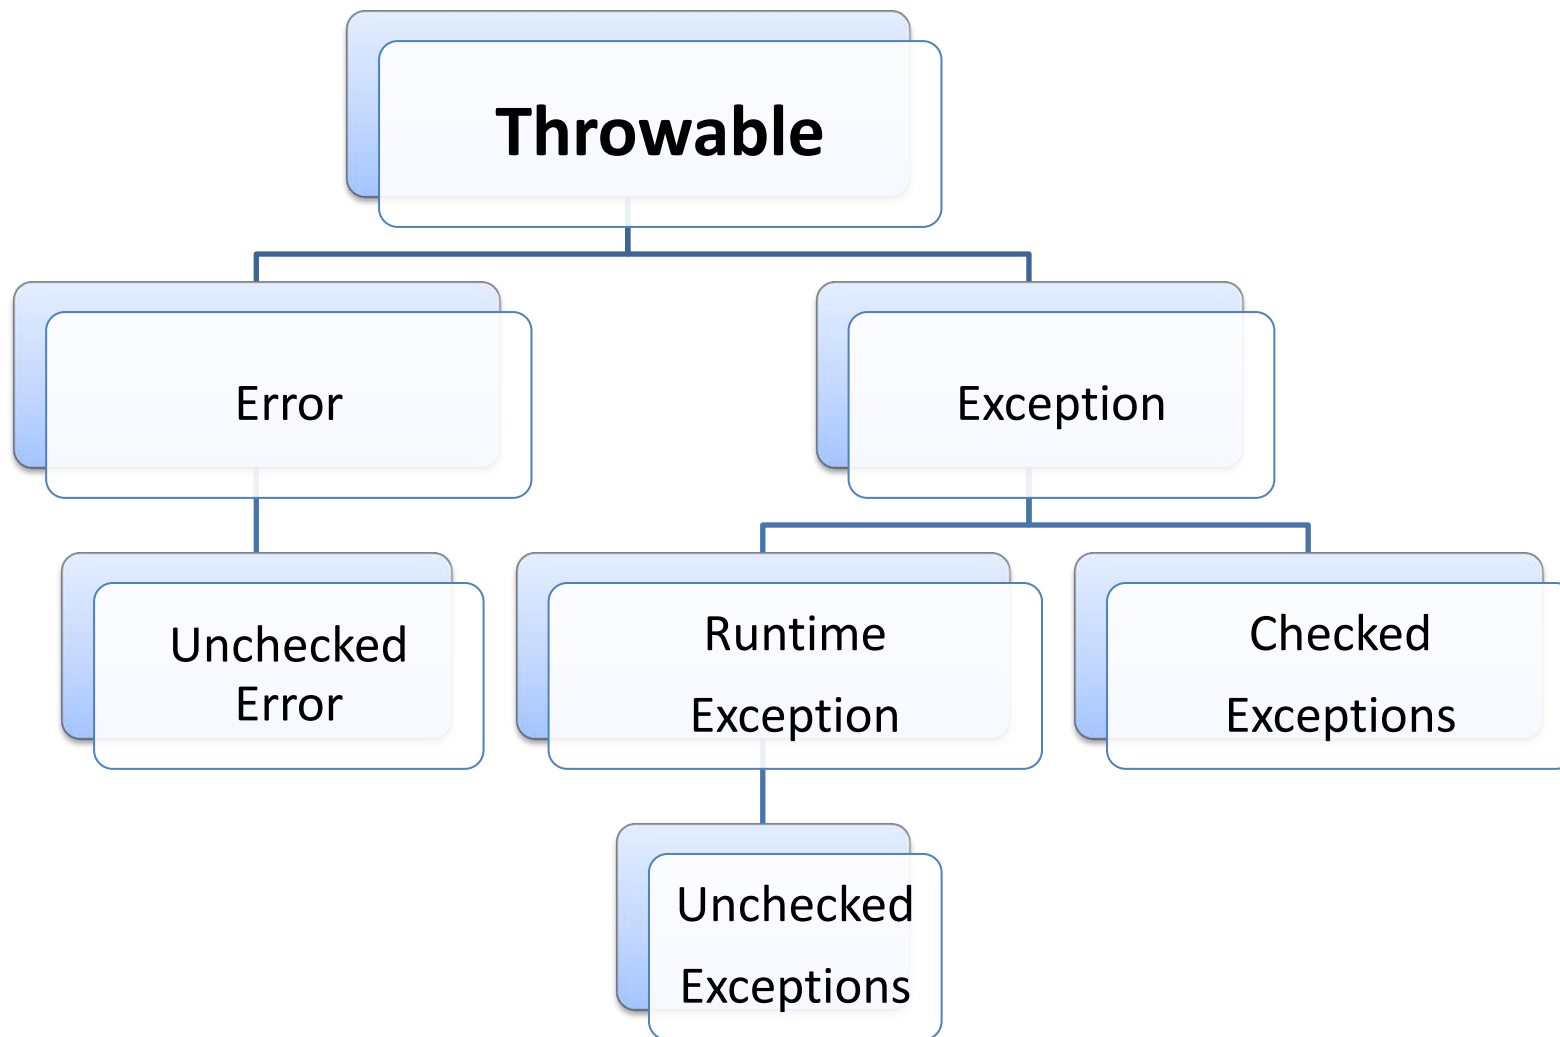 Throwable
Error
Exception
Unchecked
Error
Runtime
Exception
Checked
Exceptions
Unchecked
Exceptions